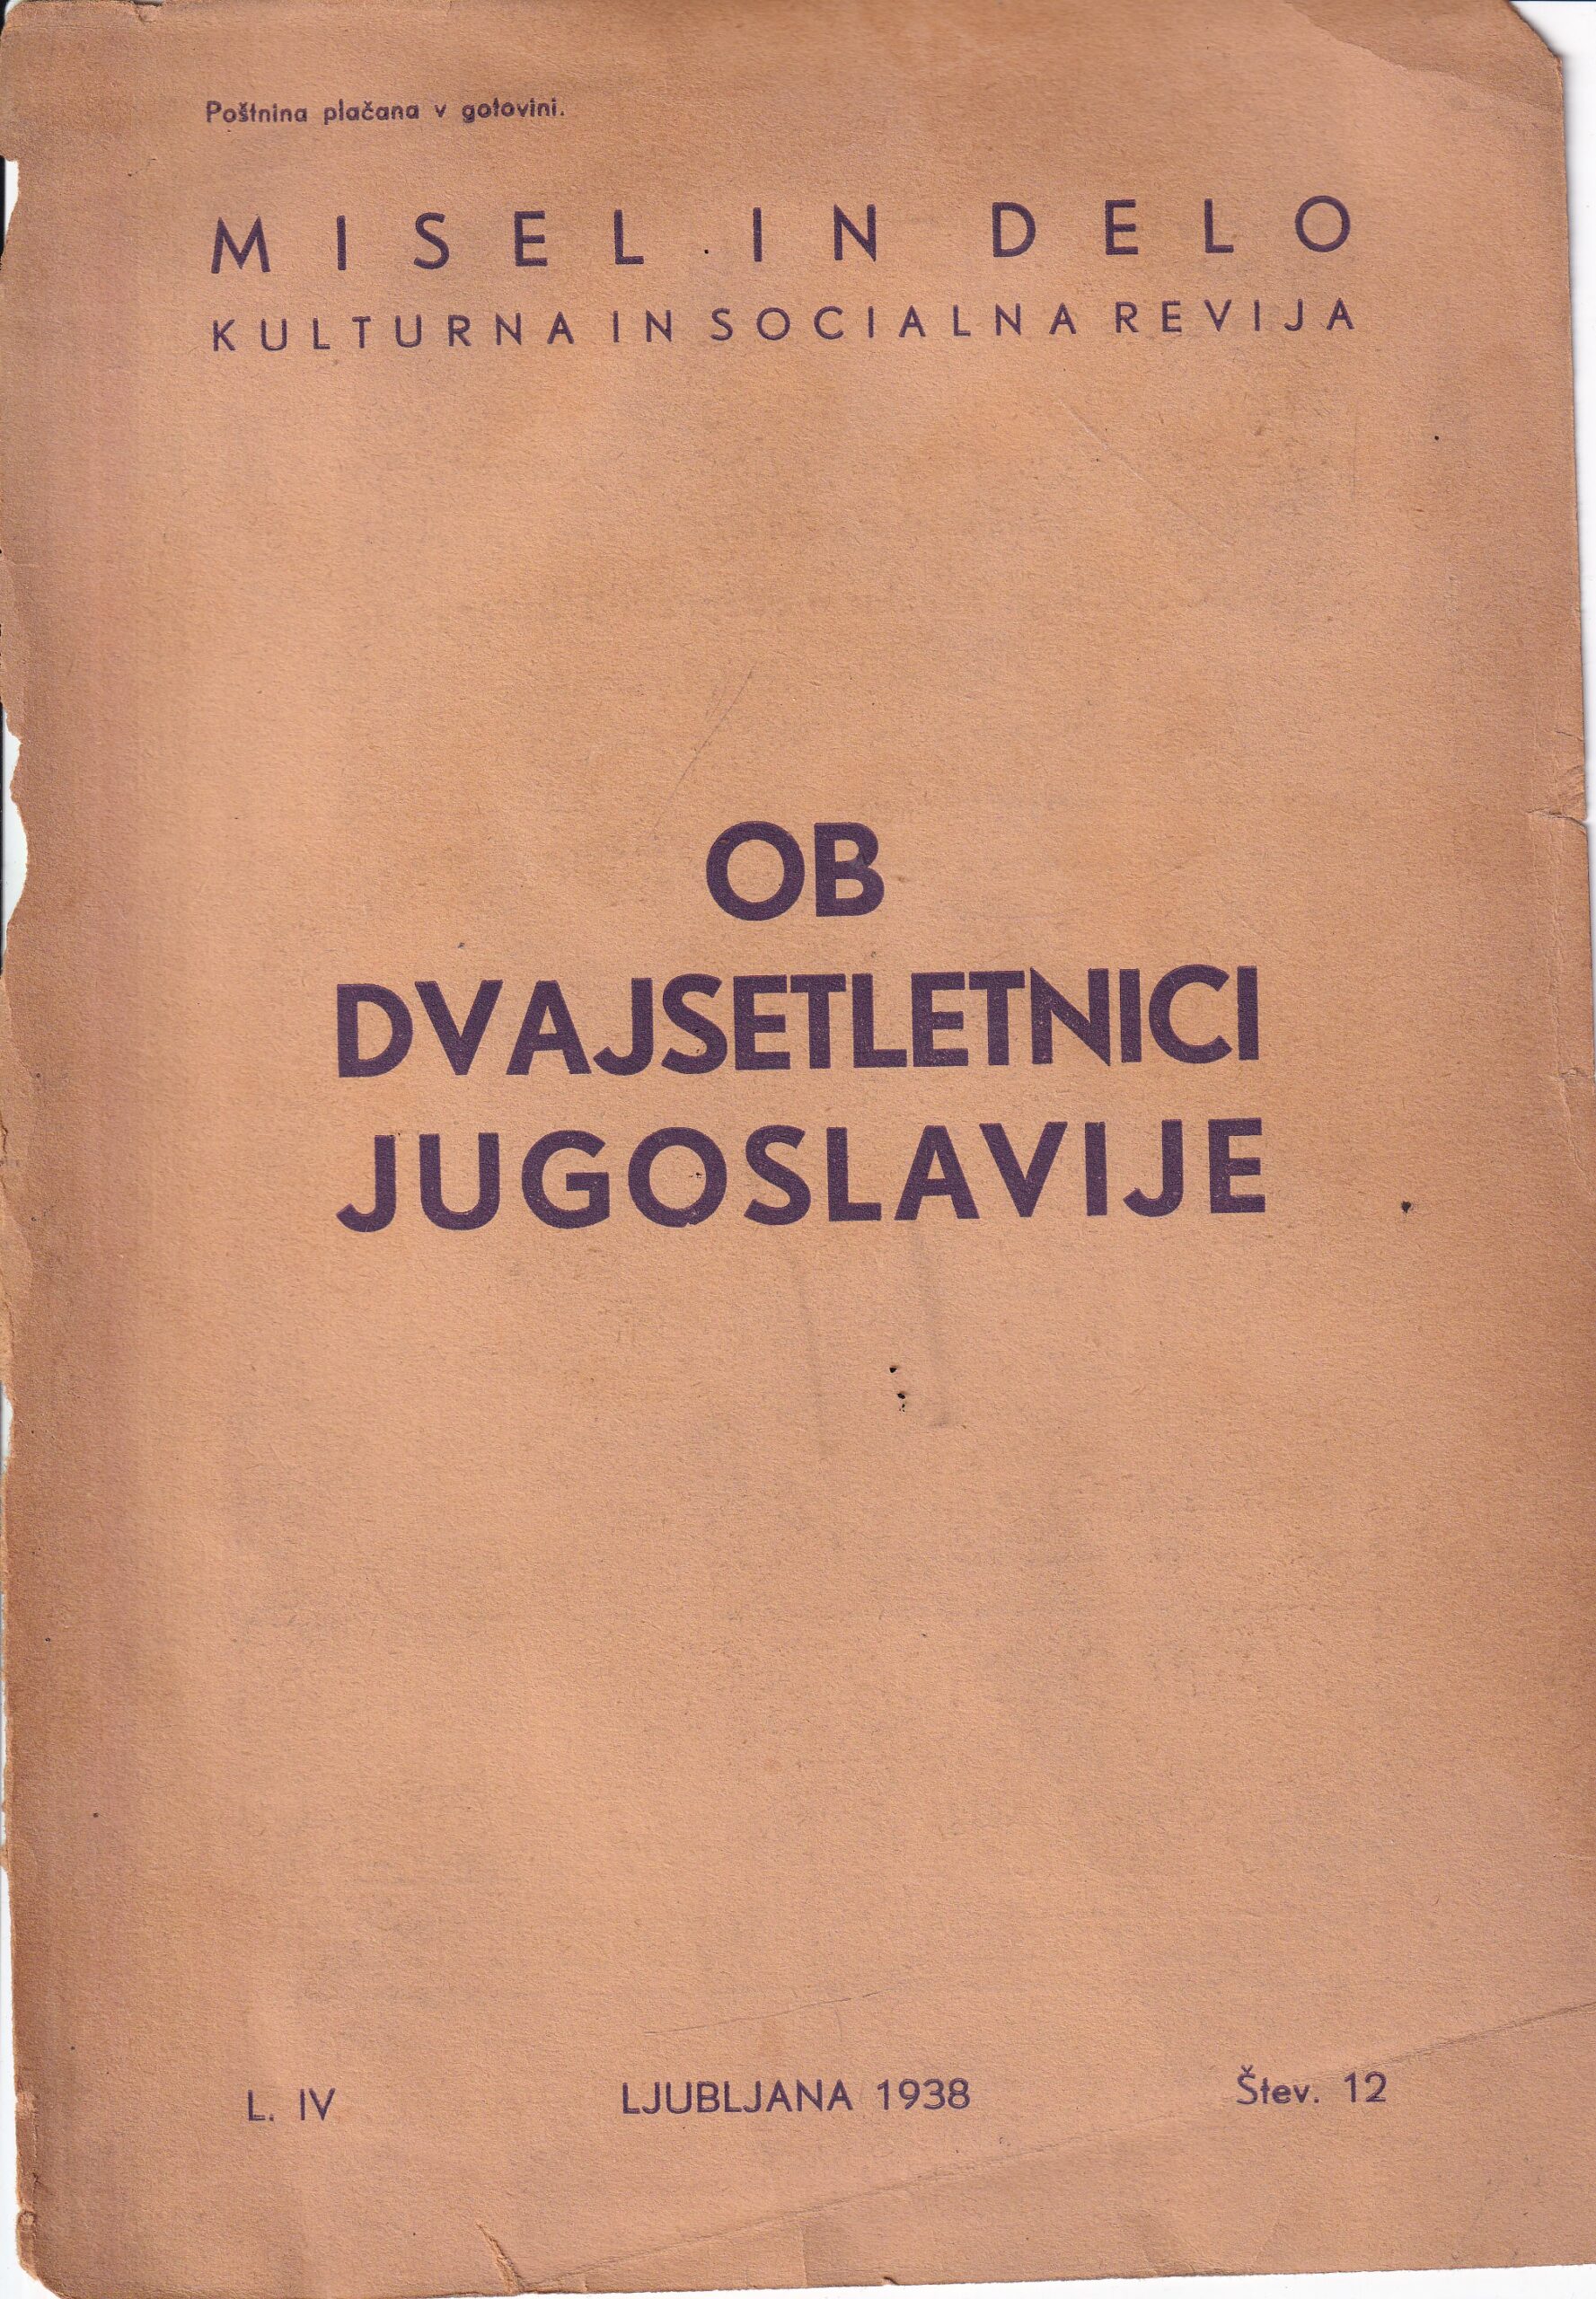 Poštnina plačana v gotovini.
MISEL IN DELO
KULTURNA IN SOCIALNA REVIJA
OB
DVAJSETLETNICI
JUGOSLAVIJE
L. IV LJUBLJANA 1938 Štev. 12